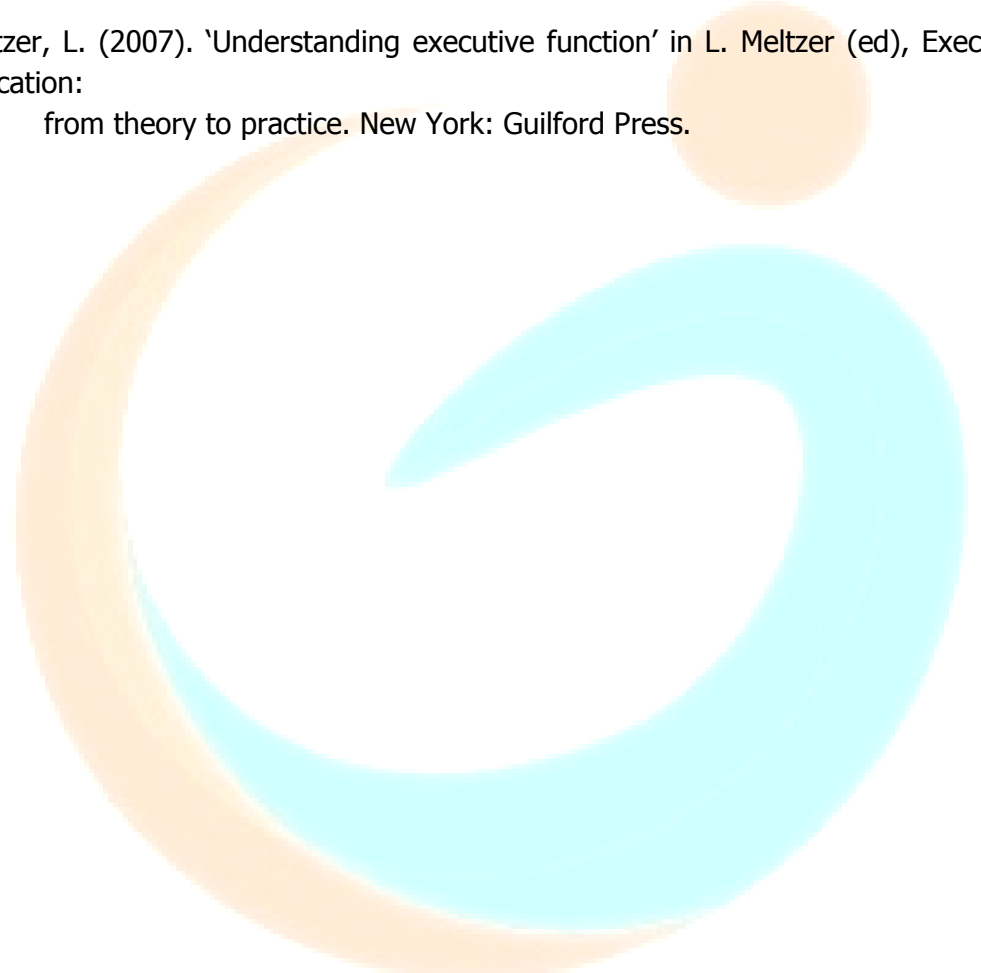 tzer, L. (2007). ‘Understanding executive function’ in L. Meltzer (ed), Exec
cation:
from theory to practice. New York: Guilford Press.